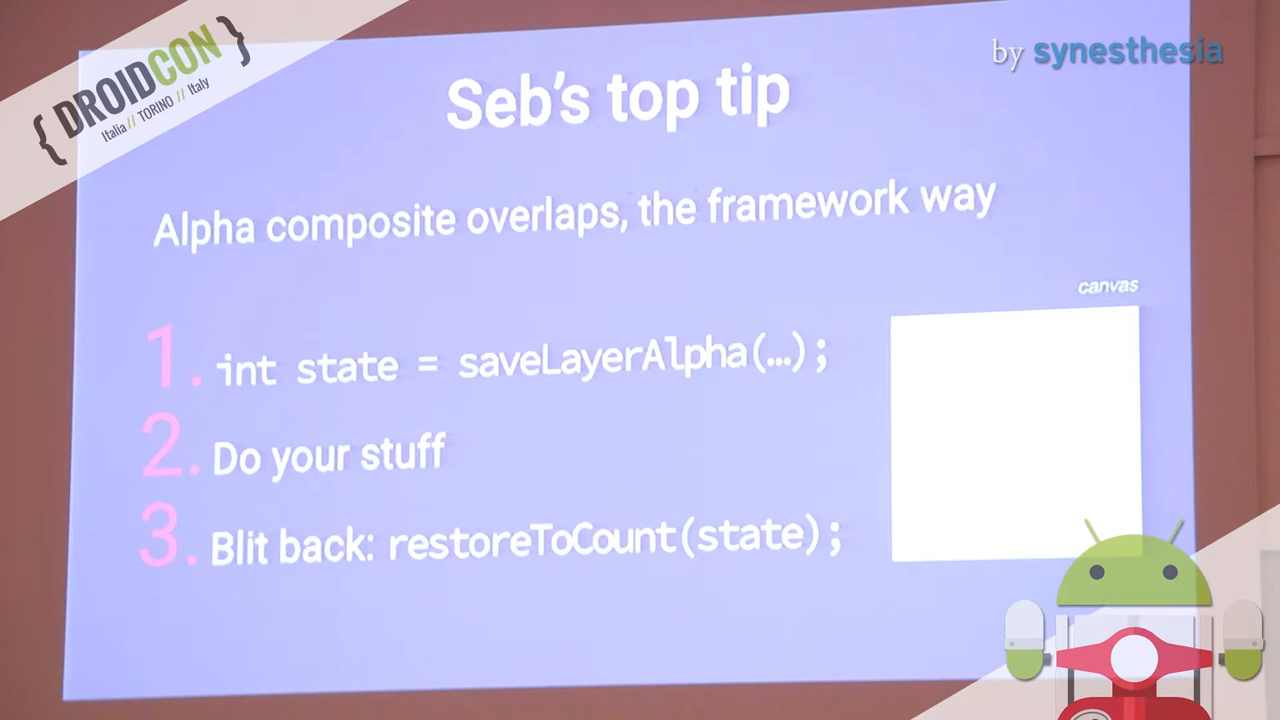 { DROIDCON }
Italia // TORINO // Italy
by synesthesia
Seb's top tip
Alpha composite overlaps, the framework way
canvas
1. int state = saveLayerAlpha(…);
2. Do your stuff
3. Blit back: restoreToCount(state);